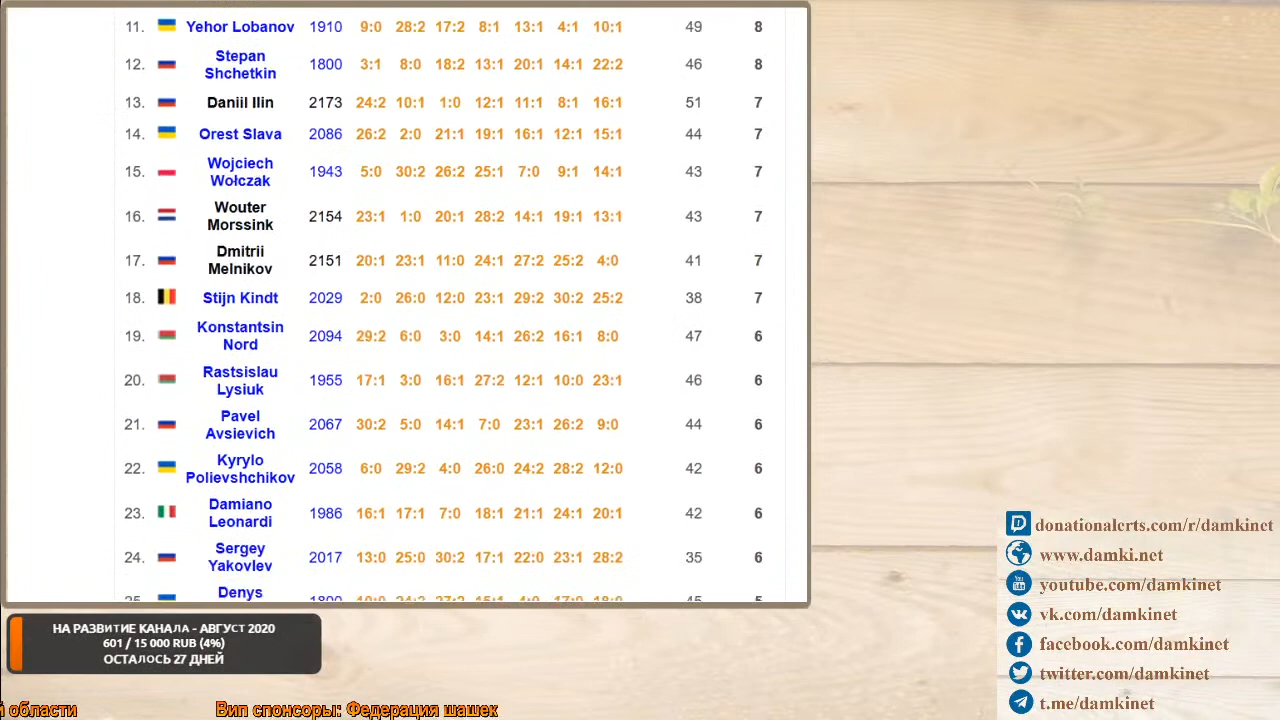 11. Yehor Lobanov 1910 9:0 28:2 17:2 8:1 13:1 4:1 10:1 49 8
12. Stepan Shchetkin 1800 3:1 8:0 18:2 13:1 20:1 14:1 22:2 46 8
13. Daniil Ilin 2173 24:2 10:1 1:0 12:1 11:1 8:1 16:1 51 7
14. Orest Slava 2086 26:2 2:0 21:1 19:1 16:1 12:1 15:1 44 7
15. Wojciech Wołczak 1943 5:0 30:2 26:2 25:1 7:0 9:1 14:1 43 7
16. Wouter Morssink 2154 23:1 1:0 20:1 28:2 14:1 19:1 13:1 43 7
17. Dmitrii Melnikov 2151 20:1 23:1 11:0 24:1 27:2 25:2 4:0 41 7
18. Stijn Kindt 2029 2:0 26:0 12:0 23:1 29:2 30:2 25:2 38 7
19. Konstantsin Nord 2094 29:2 6:0 3:0 14:1 26:2 16:1 8:0 47 6
20. Rastsislau Lysiuk 1955 17:1 3:0 16:1 27:2 12:1 10:0 23:1 46 6
21. Pavel Avsievich 2067 30:2 5:0 14:1 7:0 23:1 26:2 9:0 44 6
22. Kyrylo Polievshchikov 2058 6:0 29:2 4:0 26:0 24:2 28:2 12:0 42 6
23. Damiano Leonardi 1986 16:1 17:1 7:0 18:1 21:1 24:1 20:1 42 6
24. Sergey Yakovlev 2017 13:0 25:0 30:2 17:1 22:0 23:1 28:2 35 6
Denys
НА РАЗВИТИЕ КАНАЛА - АВГУСТ 2020
601 / 15 000 RUB (4%)
ОСТАЛОСЬ 27 ДНЕЙ
donationalerts.com/r/damkinet
www.damki.net
youtube.com/damkinet
vk.com/damkinet
facebook.com/damkinet
twitter.com/damkinet
t.me/damkinet
й области Вип спонсоры: Федерация шашек